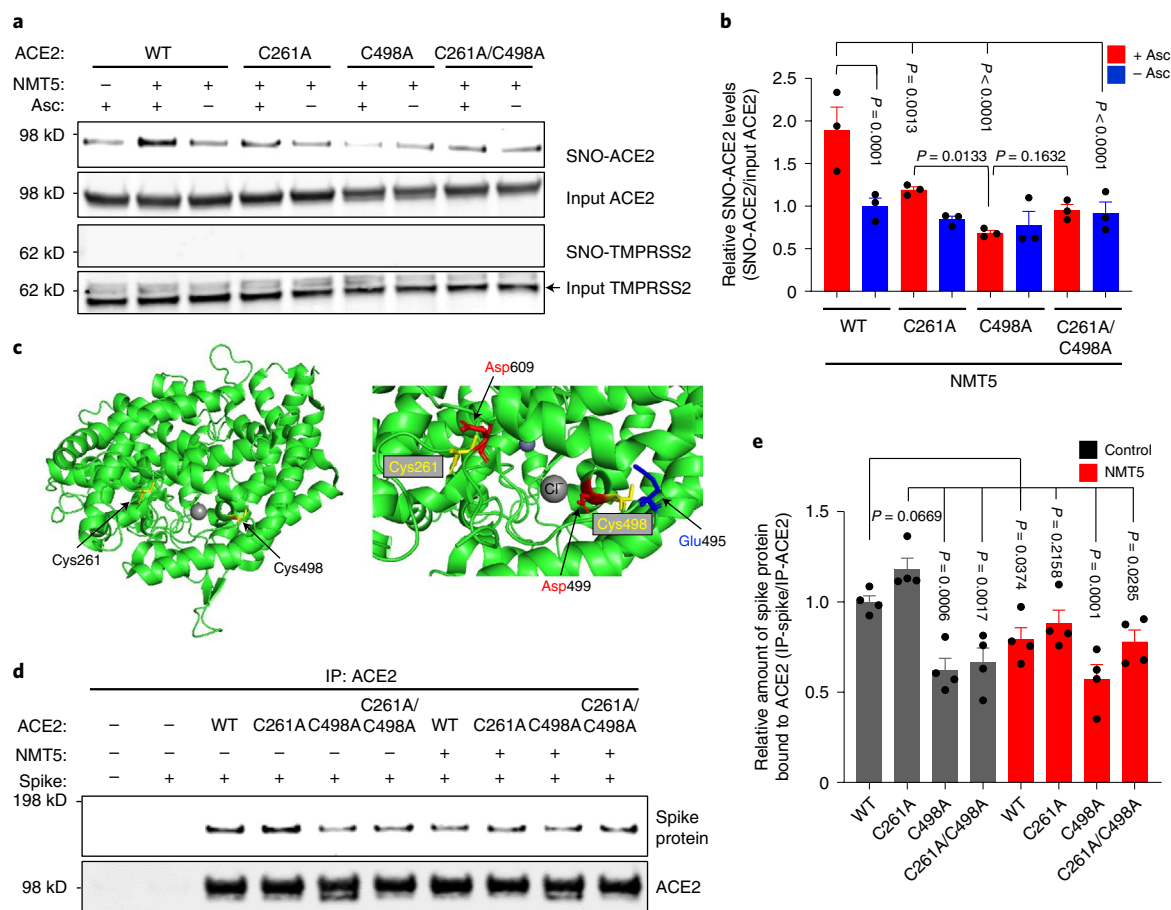 a
ACE2: WT C261A C498A C261A/C498A
NMT5: – + + + + + + + +
Asc: + + – + – + – + –
98 kD
SNO-ACE2
98 kD
Input ACE2
62 kD
SNO-TMPRSS2
62 kD
Input TMPRSS2
b
+ Asc
– Asc
Relative SNO-ACE2 levels
(SNO-ACE2/input ACE2)
2.5
2.0
1.5
1.0
0.5
0
P = 0.0001
P = 0.0013
P < 0.0001
P < 0.0001
P = 0.0133
P = 0.1632
WT C261A C498A C261A/
C498A
NMT5
c
Cys261
Cys498
Asp609
Cys261
Cl–
Cys498
Glu495
Asp499
d
IP: ACE2
ACE2: – – WT C261A C498A C261A/
C498A WT C261A C498A C261A/
C498A
NMT5: – – – – – – + + + +
Spike: – + + + + + + + + +
198 kD
Spike
protein
98 kD
ACE2
e
Control
NMT5
Relative amount of spike protein
bound to ACE2 (IP-spike/IP-ACE2)
1.5
1.0
0.5
0
P = 0.0669
P = 0.0006
P = 0.0017
P = 0.0374
P = 0.2158
P = 0.0001
P = 0.0285
WT
C261A
C498A
C261A/C498A
WT
C261A
C498A
C261A/C498A